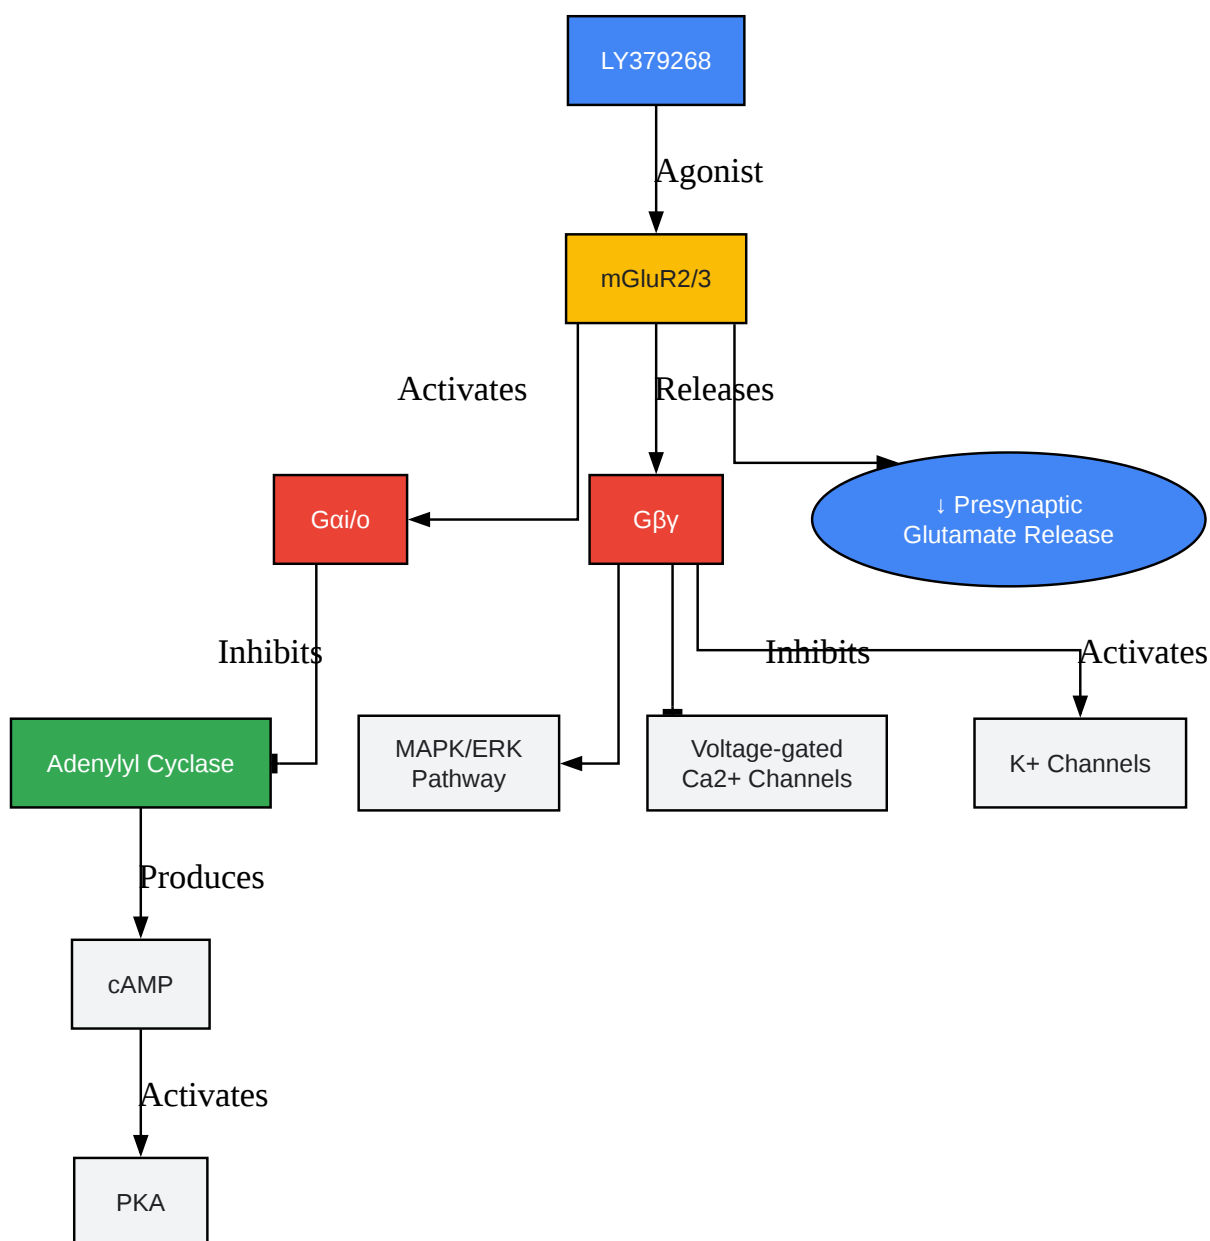 LY379268
Agonist
mGluR2/3
Activates
Releases
Gαi/o
Gβγ
↓ Presynaptic
Glutamate Release
Inhibits
Inhibits
Activates
Adenylyl Cyclase
MAPK/ERK
Pathway
Voltage-gated
Ca2+ Channels
K+ Channels
Produces
cAMP
Activates
PKA